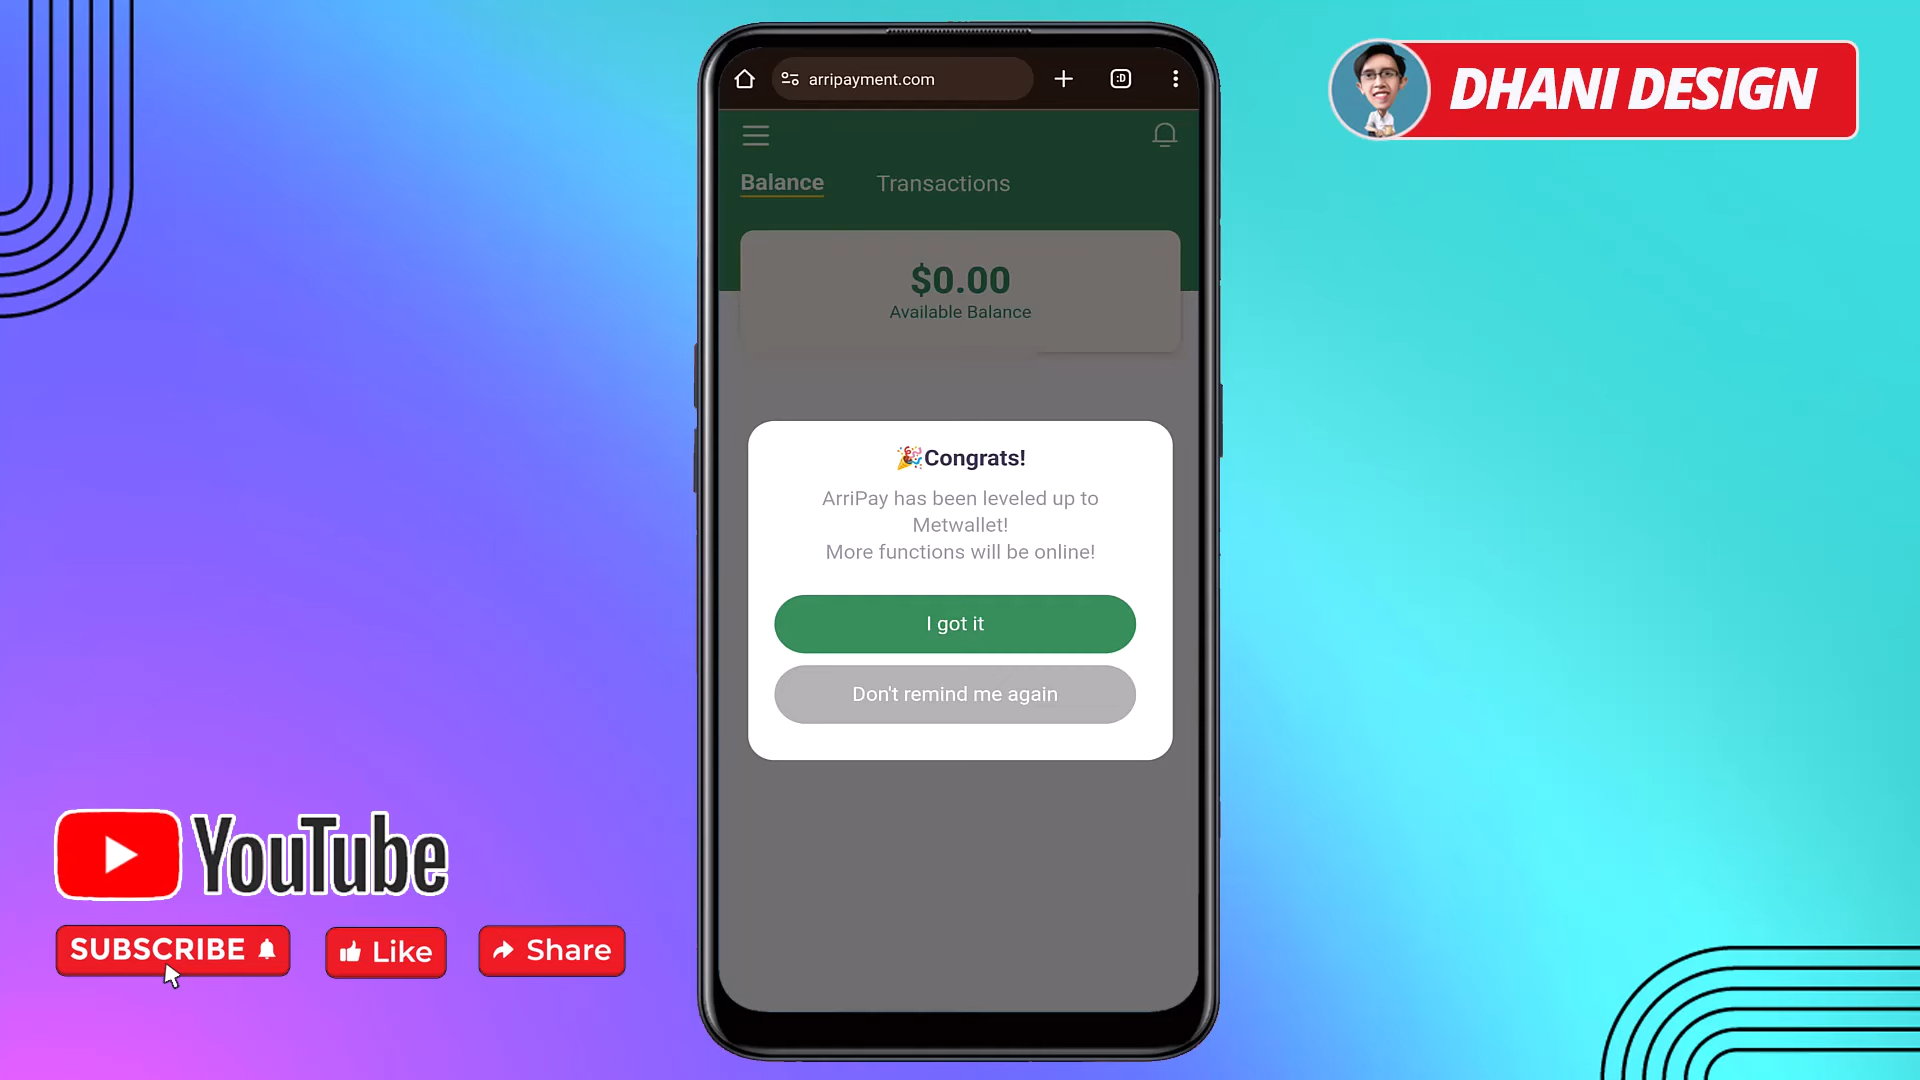 arripayment.com
:D
DHANI DESIGN
Balance
Transactions
$0.00
Available Balance
🎉Congrats!
ArriPay has been leveled up to
Metwallet!
More functions will be online!
I got it
Don't remind me again
YouTube
SUBSCRIBE
Like
Share